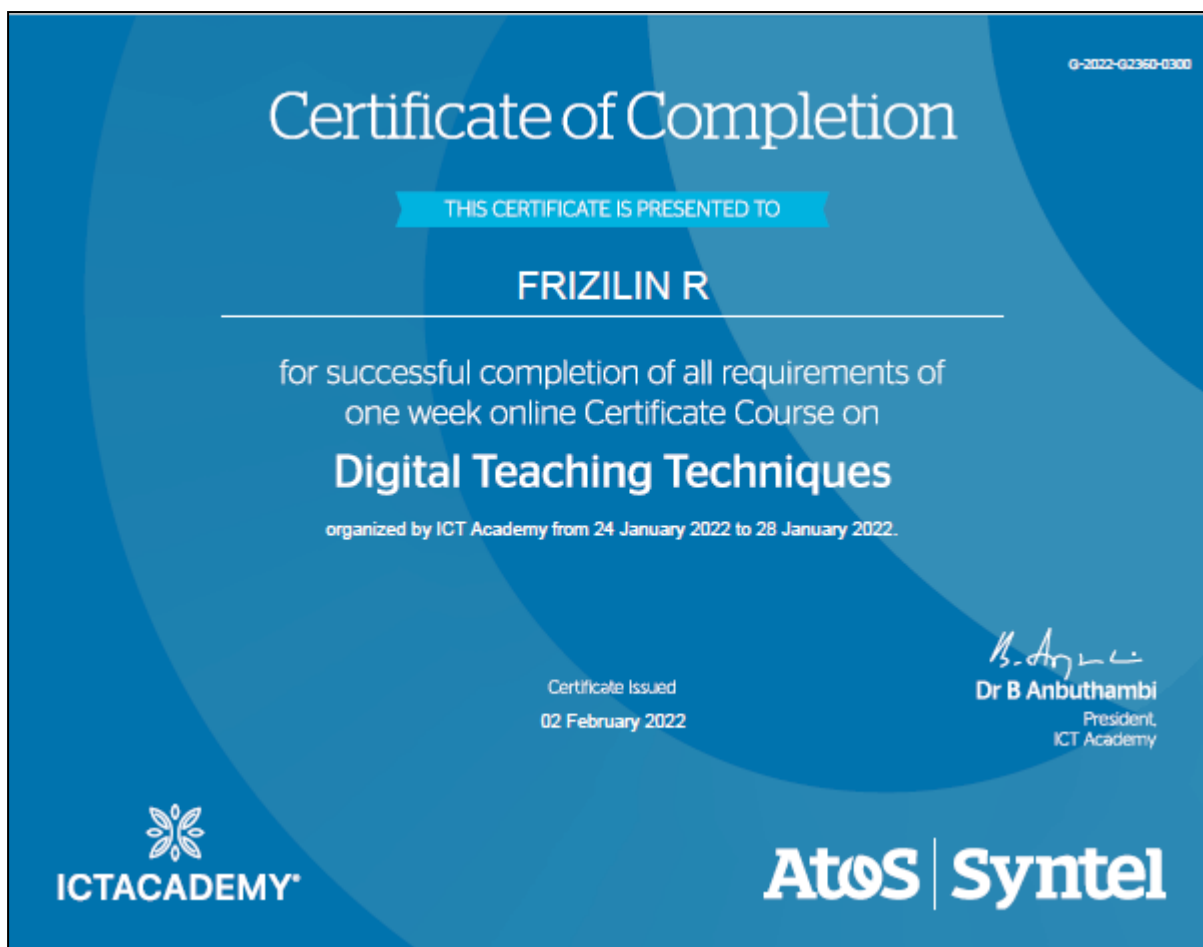 G-2022-G2360-0300
Certificate of Completion
THIS CERTIFICATE IS PRESENTED TO
FRIZILIN R
for successful completion of all requirements of
one week online Certificate Course on
Digital Teaching Techniques
organized by ICT Academy from 24 January 2022 to 28 January 2022.
Certificate Issued
02 February 2022
Dr B Anbuthambi
President,
ICT Academy
ICTACADEMY®
Atos | Syntel